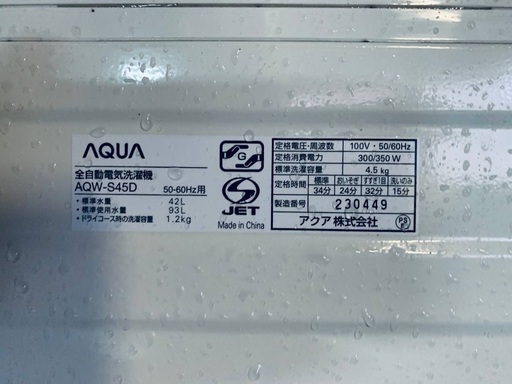 AQUA
全自動電気洗濯機
AQW-S45D 50-60Hz用
・標準水量 42L
・標準使用水量 93L
・ドライコース時の洗濯容量 1.2kg
G
JET
Made in China
定格電圧・周波数 100V・50/60Hz
定格消費電力 300/350W
標準洗濯容量 4.5kg
定格時間 標準 おいそぎ すすぎ1回 ドライ
34分 24分 32分 15分
製造番号 230449
アクア 株式会社
PS
E